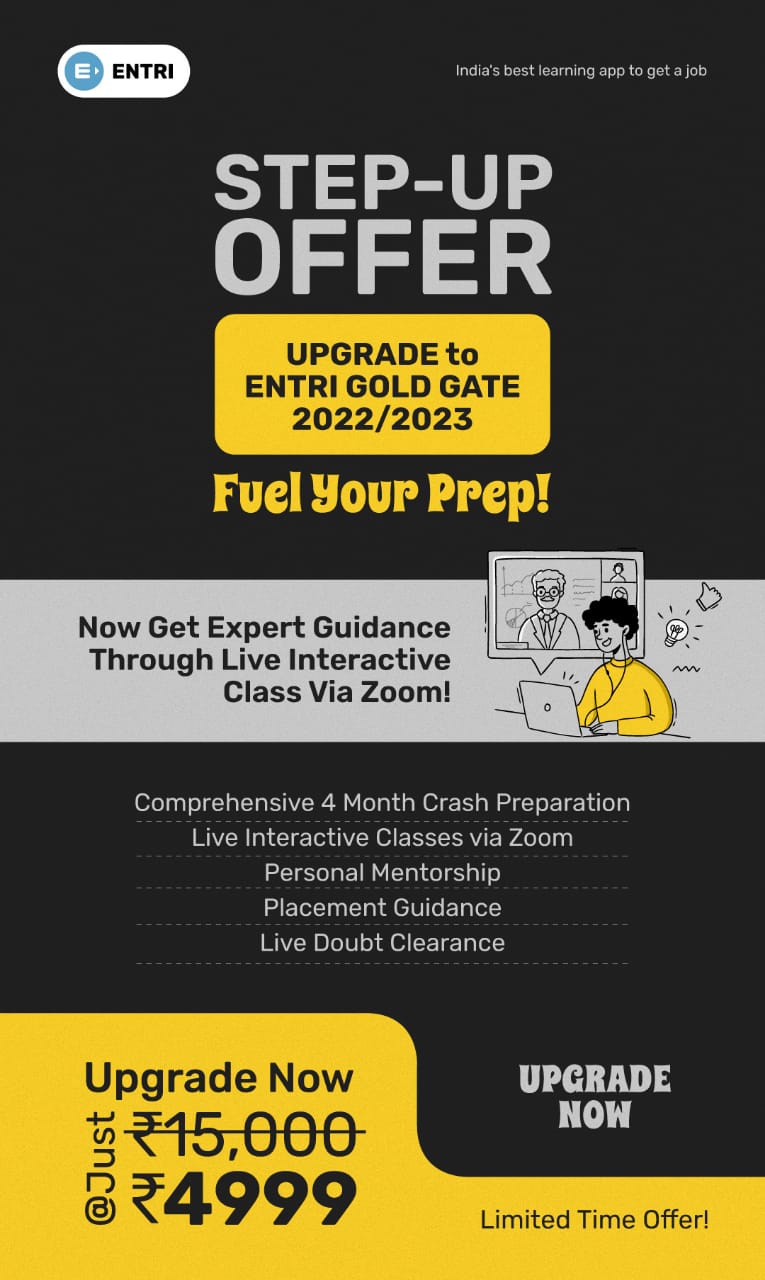 ENTRI
India's best learning app to get a job
STEP-UP
OFFER
UPGRADE to
ENTRI GOLD GATE
2022/2023
Fuel Your Prep!
Now Get Expert Guidance
Through Live Interactive
Class Via Zoom!
Comprehensive 4 Month Crash Preparation
Live Interactive Classes via Zoom
Personal Mentorship
Placement Guidance
Live Doubt Clearance
Upgrade Now
@Just
₹15,000
₹4999
UPGRADE
NOW
Limited Time Offer!